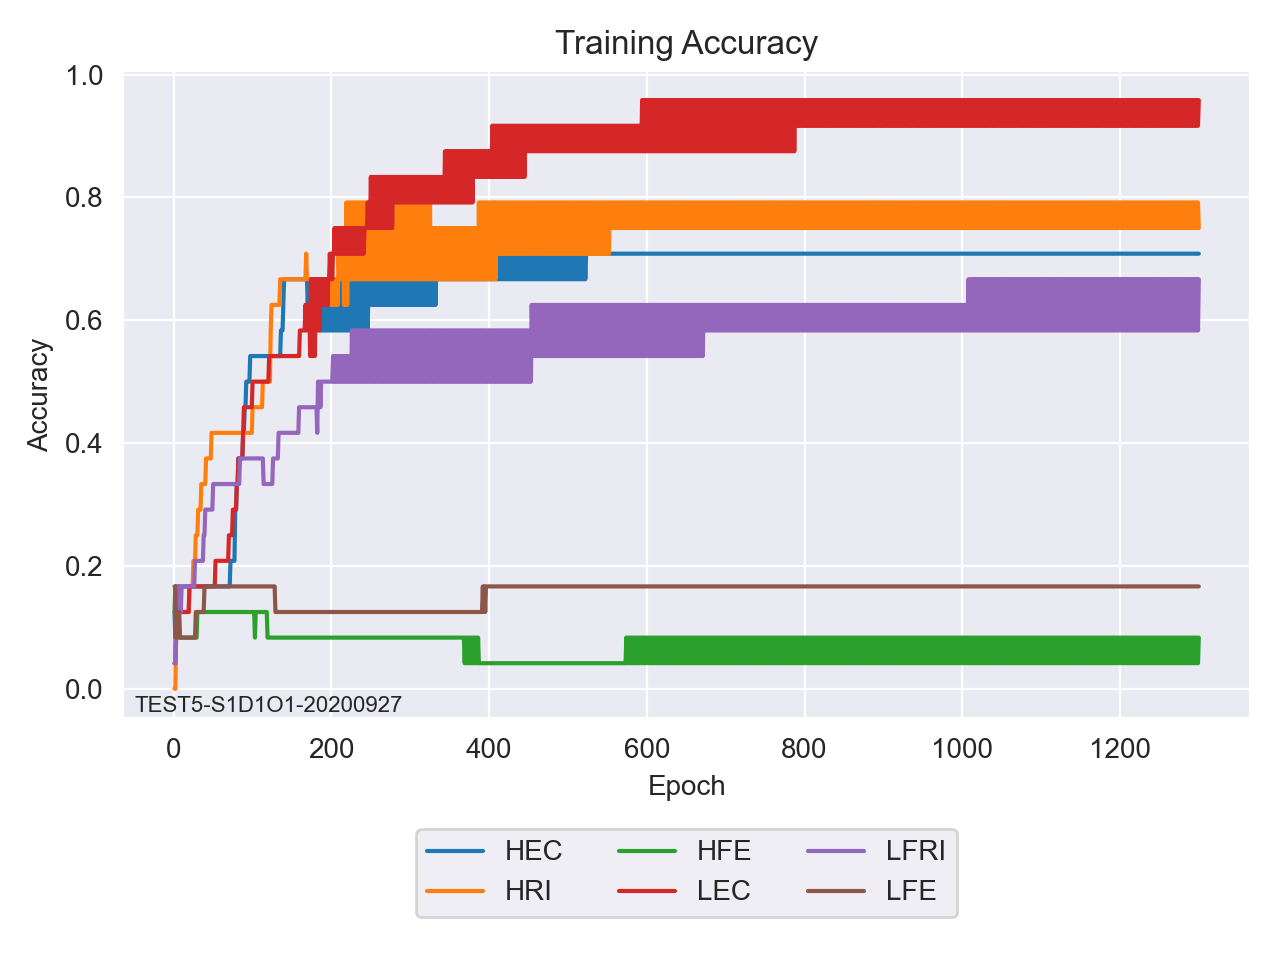 Training Accuracy
1.0
0.8
0.6
0.4
0.2
0.0
Accuracy
TEST5-S1D1O1-20200927
0 200 400 600 800 1000 1200
Epoch
HEC HFE LFRI
HRI LEC LFE